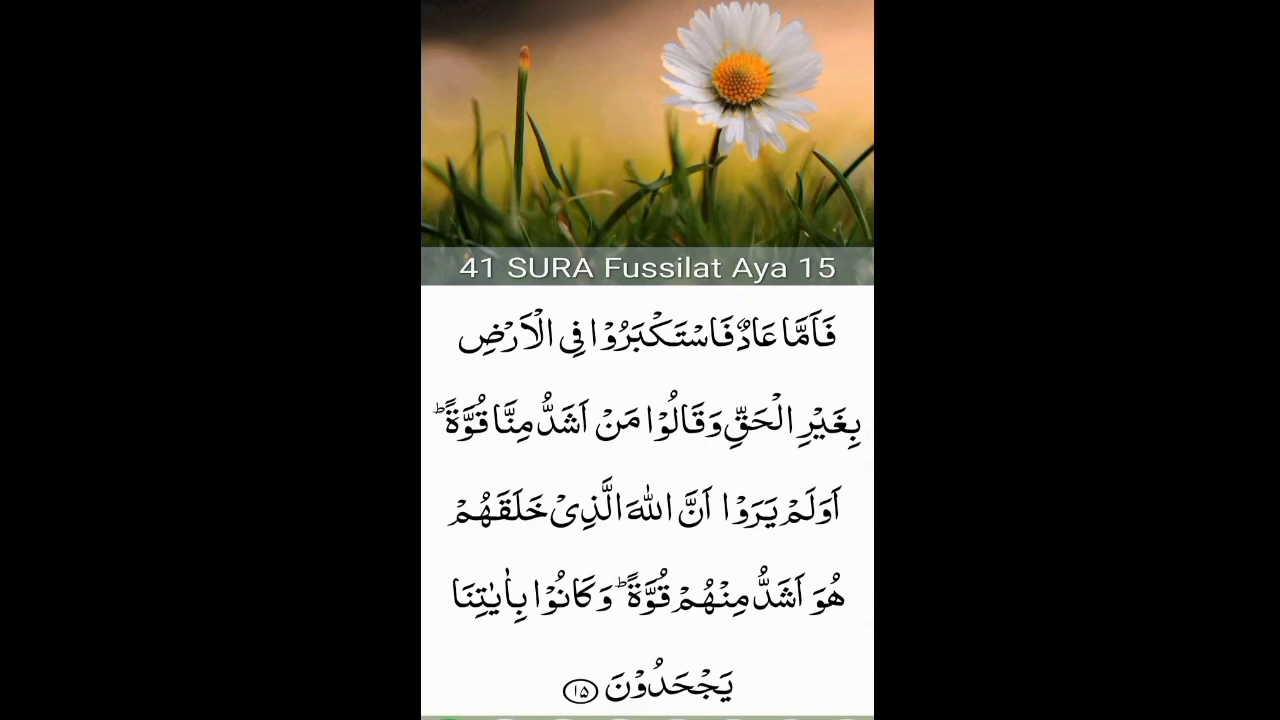 41 SURA Fussilat Aya 15
فَاَمَّا عَادٌ فَاسْتَكْبَرُوْا فِى الْاَرْضِ
بِغَيْرِ الْحَقِّ وَقَالُوْا مَنْ اَشَدُّ مِنَّا قُوَّةً ؕ
اَوَلَمْ يَرَوْا اَنَّ اللّٰهَ الَّذِىْ خَلَقَهُمْ
هُوَ اَشَدُّ مِنْهُمْ قُوَّةً ؕ وَكَانُوْا بِاٰيٰتِنَا
يَجْحَدُوْنَ ۝۱۵